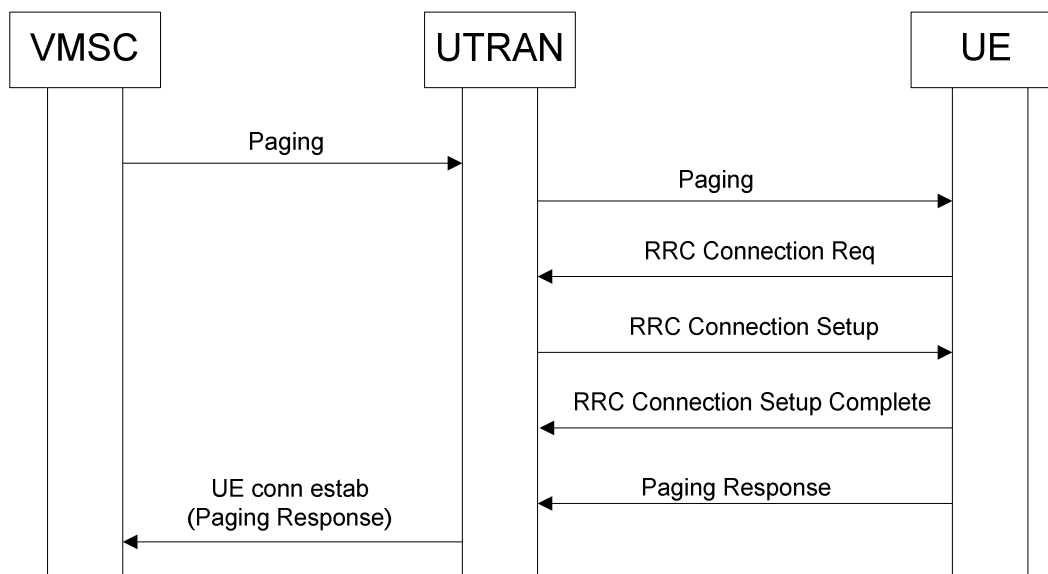 VMSC
UTRAN
UE
Paging
Paging
RRC Connection Req
RRC Connection Setup
RRC Connection Setup Complete
Paging Response
UE conn estab
(Paging Response)